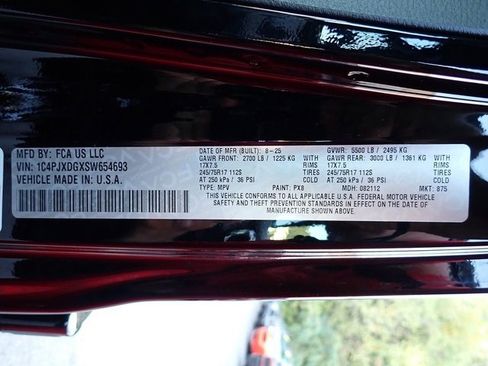 MFD BY: FCA US LLC
VIN: 1C4PJXDGXSW654693
VEHICLE MADE IN: U.S.A.
DATE OF MFR (BUILT): 8-25 GVWR: 5500 LB / 2495 KG
GAWR FRONT: 2700 LB / 1225 KG WITH GAWR REAR: 3000 LB / 1361 KG WITH
17X7.5 RIMS 17X7.5 RIMS
245/75R17 112S TIRES 245/75R17 112S TIRES
AT 250 kPa / 36 PSI COLD AT 250 kPa / 36 PSI COLD
TYPE: MPV PAINT: PX8 MDH: 082112 MKT: 875
THIS VEHICLE CONFORMS TO ALL APPLICABLE U.S.A. FEDERAL MOTOR VEHICLE
SAFETY AND THEFT PREVENTION STANDARDS IN EFFECT ON THE DATE OF
MANUFACTURE SHOWN ABOVE.